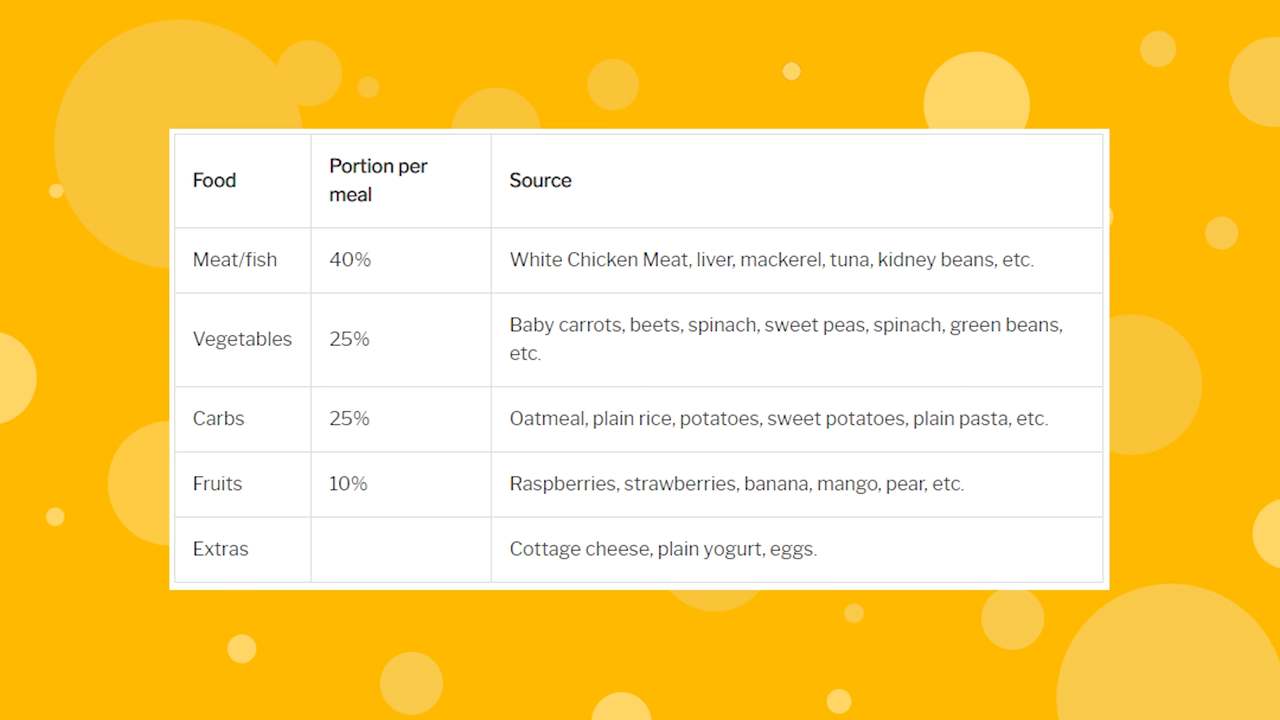 Food
Portion per
meal
Source
Meat/fish
40%
White Chicken Meat, liver, mackerel, tuna, kidney beans, etc.
Vegetables
25%
Baby carrots, beets, spinach, sweet peas, spinach, green beans,
etc.
Carbs
25%
Oatmeal, plain rice, potatoes, sweet potatoes, plain pasta, etc.
Fruits
10%
Raspberries, strawberries, banana, mango, pear, etc.
Extras
Cottage cheese, plain yogurt, eggs.